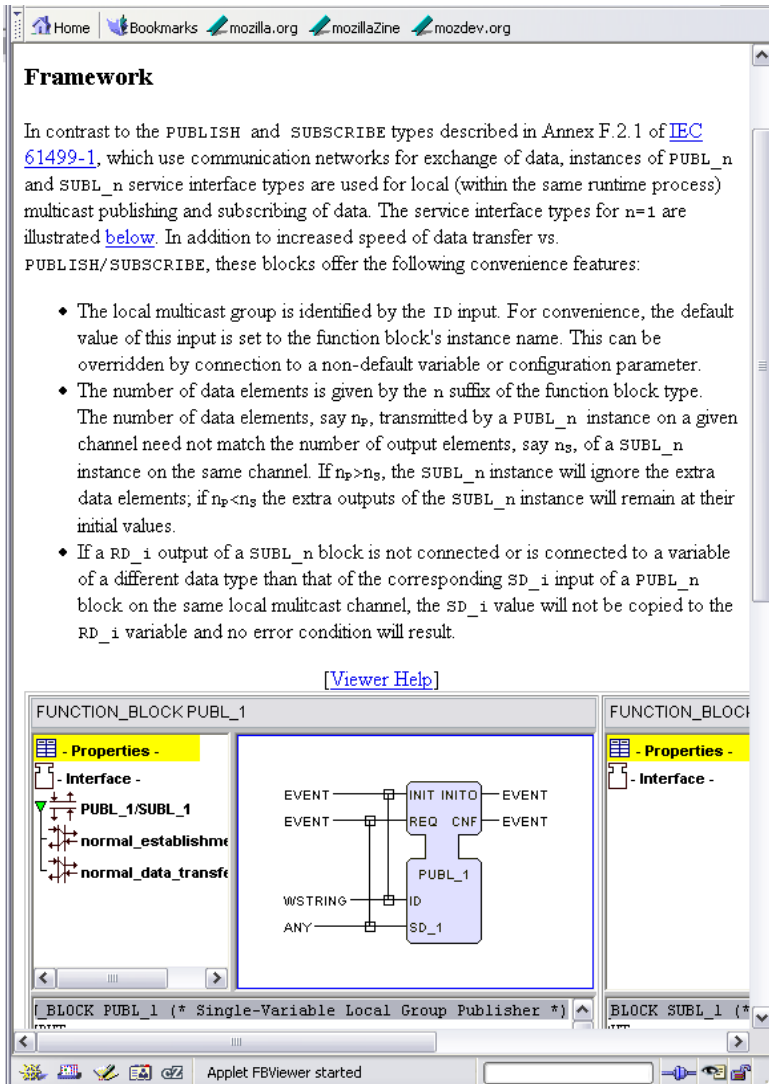 Home Bookmarks mozilla.org mozillaZine mozdev.org
Framework
In contrast to the PUBLISH and SUBSCRIBE types described in Annex F.2.1 of IEC
61499-1, which use communication networks for exchange of data, instances of PUBL_n
and SUBL_n service interface types are used for local (within the same runtime process)
multicast publishing and subscribing of data. The service interface types for n=1 are
illustrated below. In addition to increased speed of data transfer vs.
PUBLISH/SUBSCRIBE, these blocks offer the following convenience features:
• The local multicast group is identified by the ID input. For convenience, the default
value of this input is set to the function block's instance name. This can be
overridden by connection to a non-default variable or configuration parameter.
• The number of data elements is given by the n suffix of the function block type.
The number of data elements, say nP, transmitted by a PUBL_n instance on a given
channel need not match the number of output elements, say nS, of a SUBL_n
instance on the same channel. If nP>nS, the SUBL_n instance will ignore the extra
data elements; if nP<nS the extra outputs of the SUBL_n instance will remain at their
initial values.
• If a RD_i output of a SUBL_n block is not connected or is connected to a variable
of a different data type than that of the corresponding SD_i input of a PUBL_n
block on the same local mulitcast channel, the SD_i value will not be copied to the
RD_i variable and no error condition will result.
[Viewer Help]
FUNCTION_BLOCK PUBL_1
- Properties -
- Interface -
PUBL_1/SUBL_1
normal_establishme
normal_data_transfe
EVENT INIT INITO EVENT
EVENT REQ CNF EVENT
PUBL_1
WSTRING ID
ANY SD_1
FUNCTION_BLOCK
- Properties -
- Interface -
_BLOCK PUBL_1 (* Single-Variable Local Group Publisher *)
BLOCK SUBL_1 (*
Applet FBViewer started